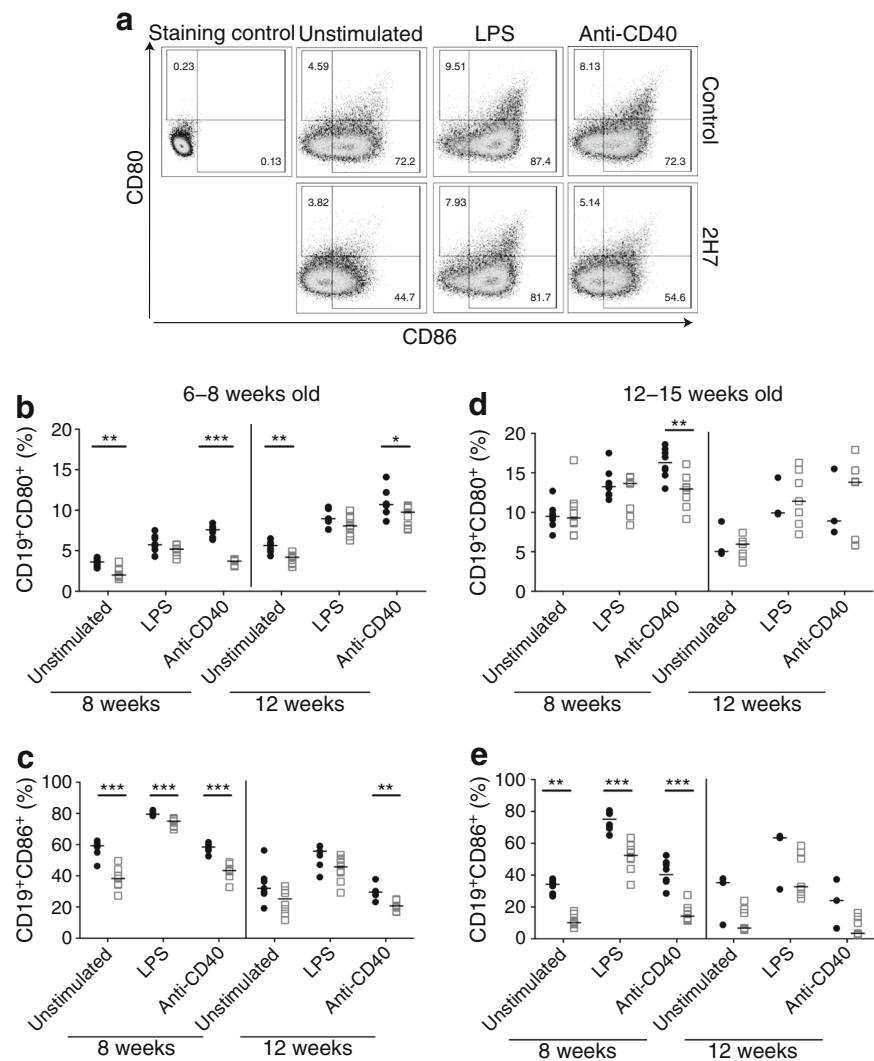 a
Staining control Unstimulated LPS Anti-CD40
0.23 4.59 9.51 8.13
0.13 72.2 87.4 72.3
Control
3.82 7.93 5.14
44.7 81.7 54.6
2H7
CD80
CD86
6–8 weeks old
b
** *** ** *
CD19+CD80+ (%)
20
15
10
5
0
Unstimulated LPS Anti-CD40 Unstimulated LPS Anti-CD40
8 weeks 12 weeks
12–15 weeks old
d
**
CD19+CD80+ (%)
20
15
10
5
0
Unstimulated LPS Anti-CD40 Unstimulated LPS Anti-CD40
8 weeks 12 weeks
c
*** *** *** **
CD19+CD86+ (%)
100
80
60
40
20
0
Unstimulated LPS Anti-CD40 Unstimulated LPS Anti-CD40
8 weeks 12 weeks
e
** *** ***
CD19+CD86+ (%)
100
80
60
40
20
0
Unstimulated LPS Anti-CD40 Unstimulated LPS Anti-CD40
8 weeks 12 weeks